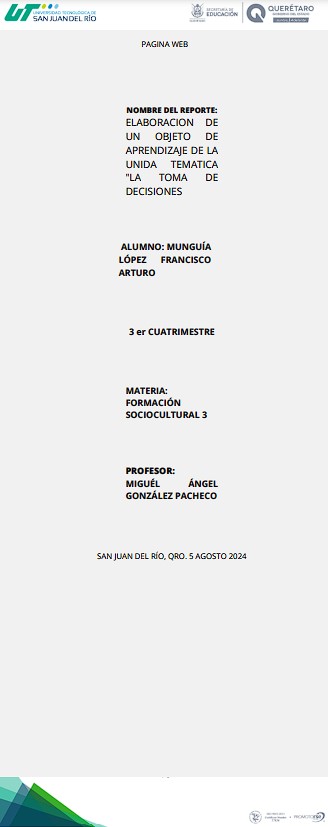 UT UNIVERSIDAD TECNOLÓGICA DE
SAN JUAN DEL RÍO
SECRETARÍA DE
EDUCACIÓN
QUERÉTARO
PAGINA WEB
NOMBRE DEL REPORTE:
ELABORACION DE
UN OBJETO DE
APRENDIZAJE DE LA
UNIDA TEMATICA
"LA TOMA DE
DECISIONES
ALUMNO: MUNGUÍA
LÓPEZ FRANCISCO
ARTURO
3 er CUATRIMESTRE
MATERIA:
FORMACIÓN
SOCIOCULTURAL 3
PROFESOR:
MIGUÉL ÁNGEL
GONZÁLEZ PACHECO
SAN JUAN DEL RÍO, QRO. 5 AGOSTO 2024